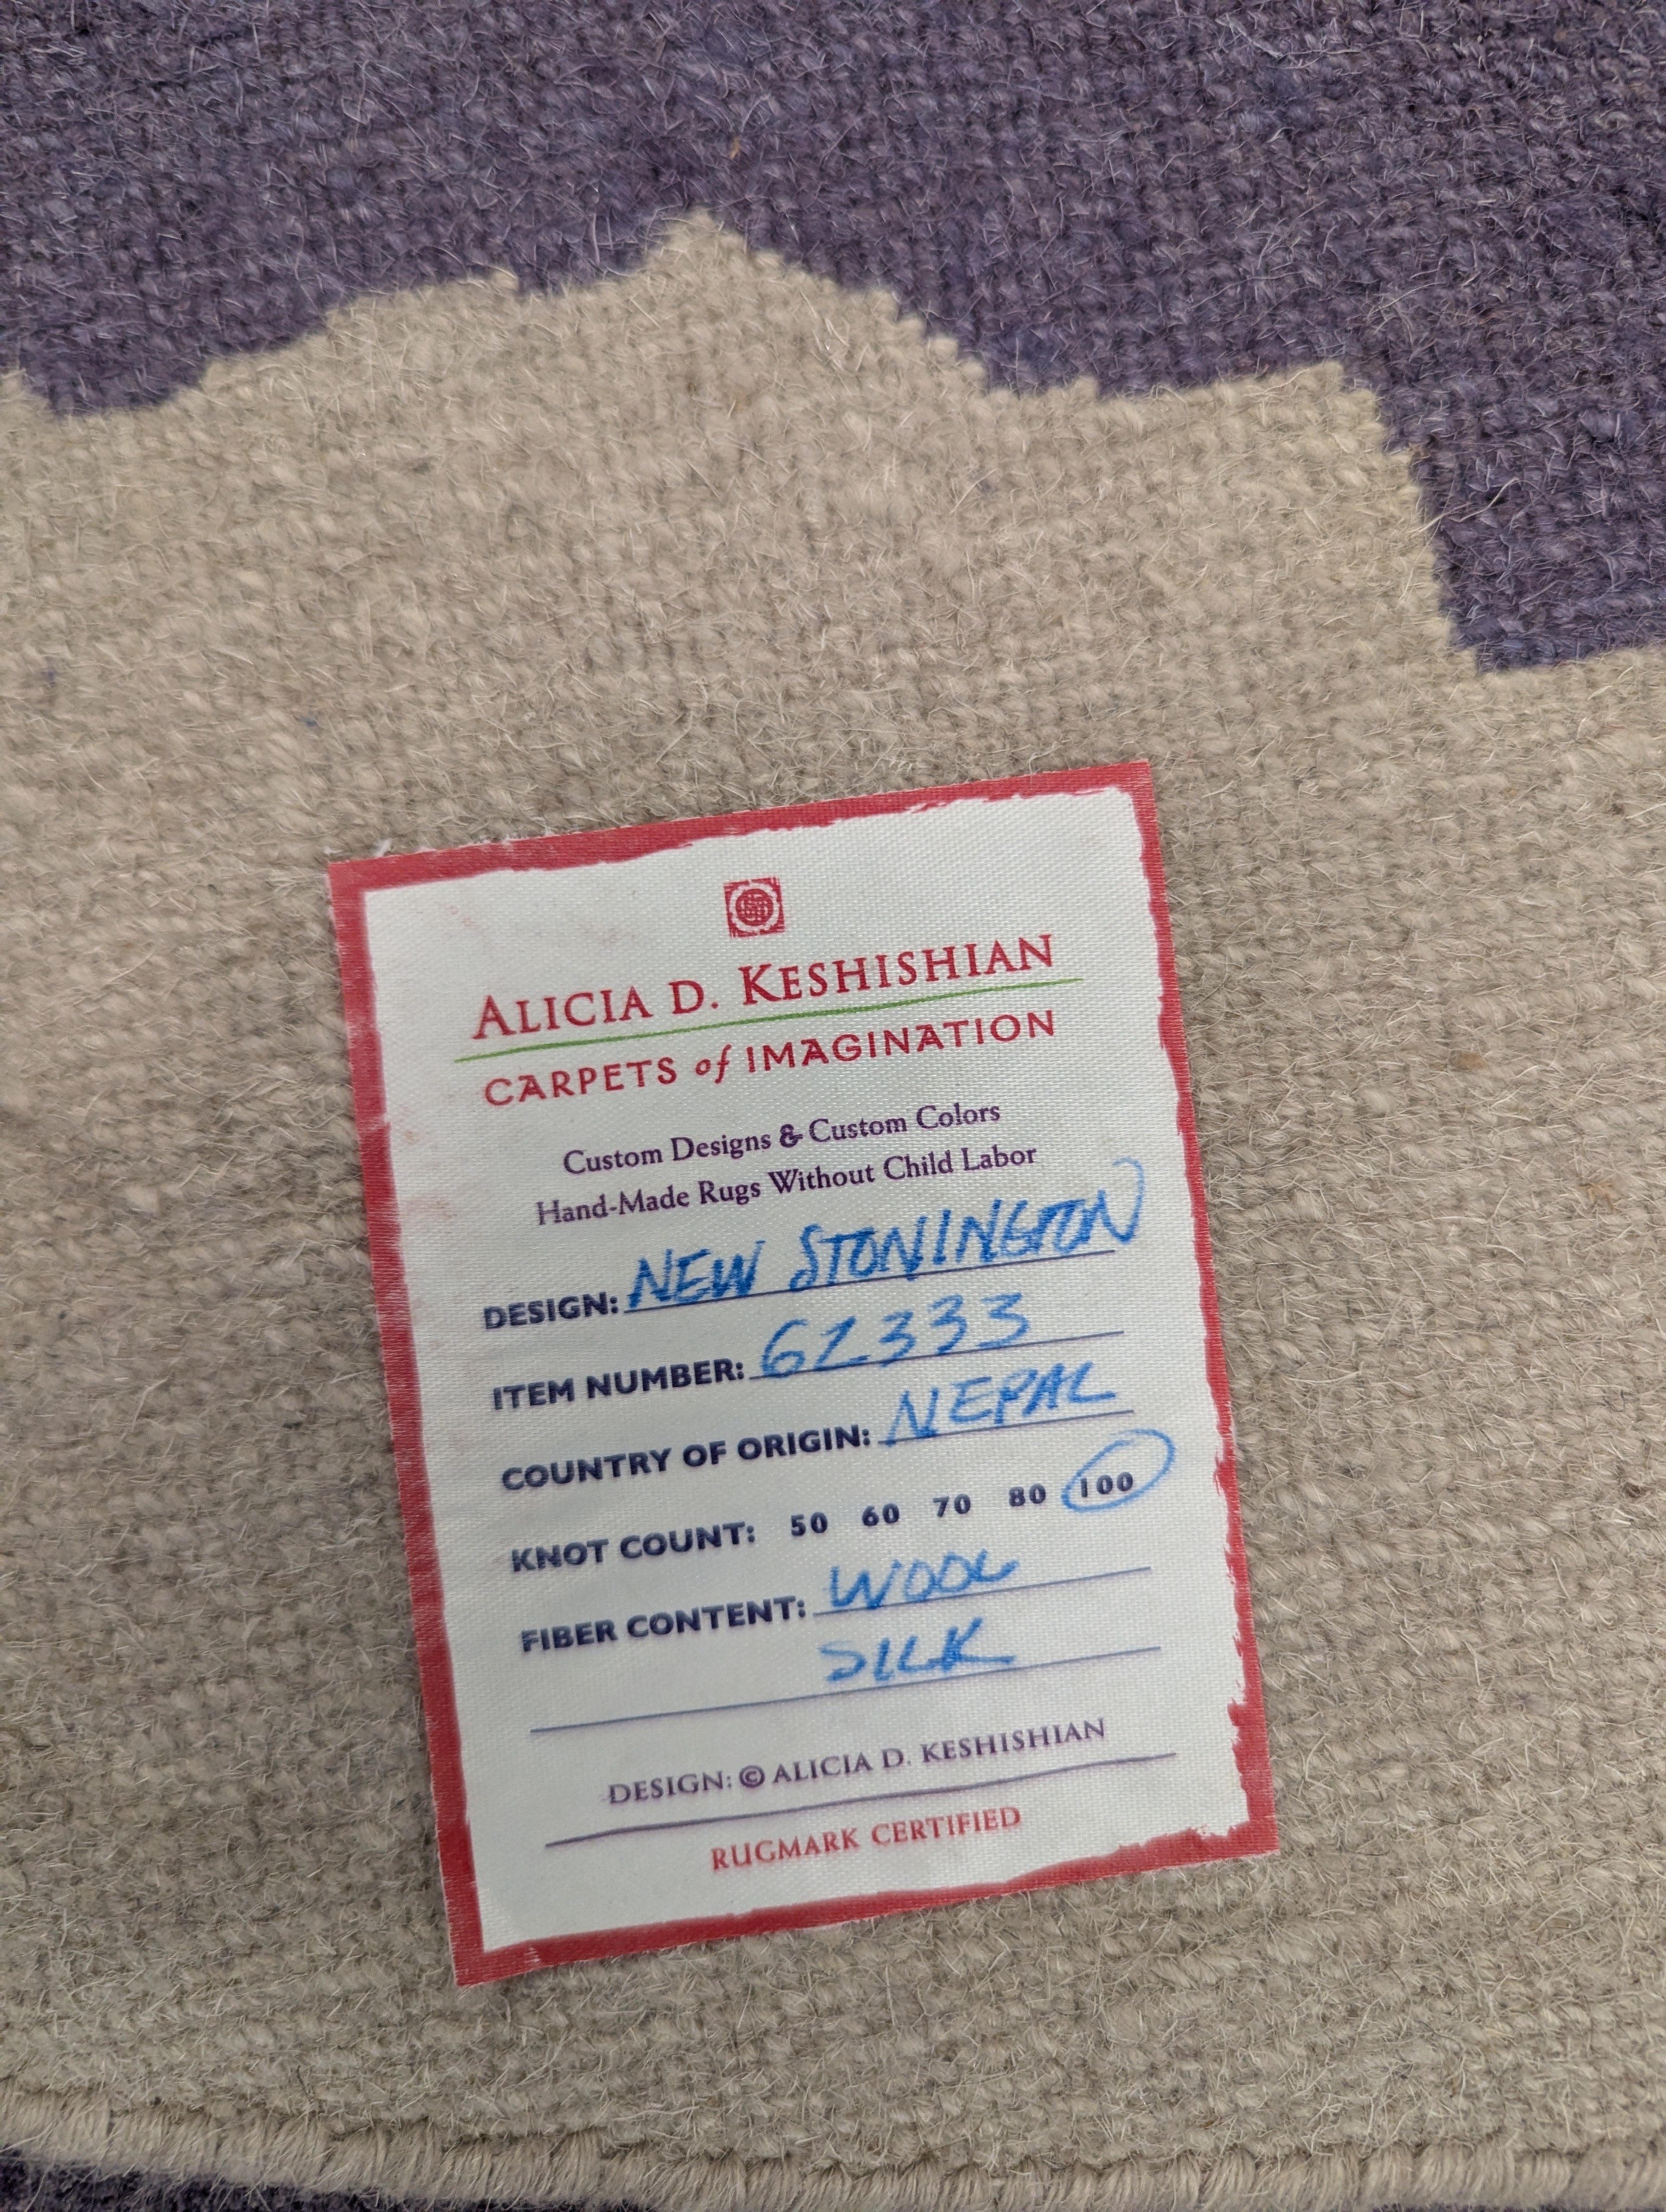 ALICIA D. KESHISHIAN
CARPETS of IMAGINATION
Custom Designs & Custom Colors
Hand-Made Rugs Without Child Labor
DESIGN: NEW STONINGTON
ITEM NUMBER: 62333
COUNTRY OF ORIGIN: NEPAL
KNOT COUNT: 50 60 70 80 100
FIBER CONTENT: WOOL
SILK
DESIGN: © ALICIA D. KESHISHIAN
RUGMARK CERTIFIED